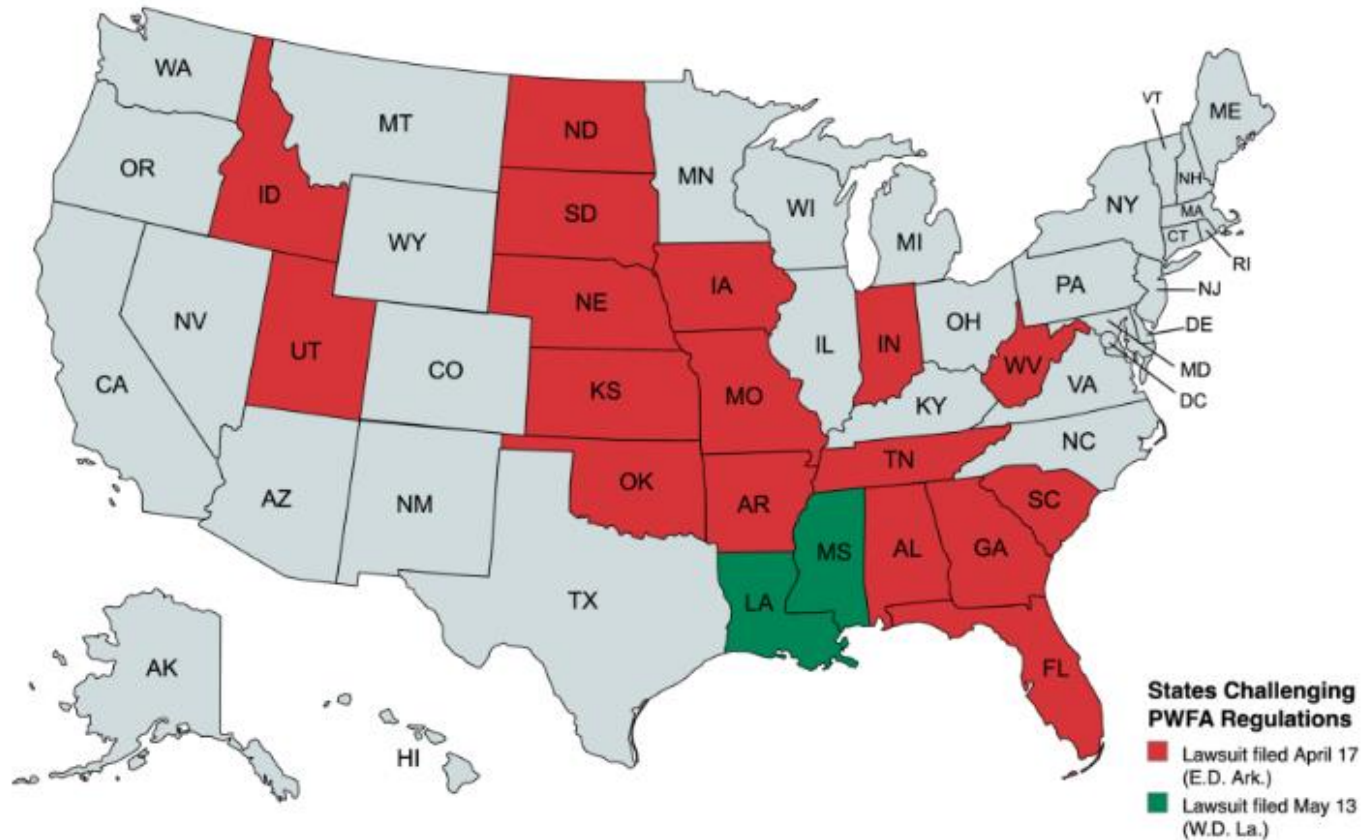 WA
VT
ME
MT
ND
OR
MN
NH
ID
SD
WI
NY
MA
WY
MI
CT
RI
IA
PA
NE
NJ
NV
OH
IL
IN
DE
UT
CO
WV
MD
CA
KS
MO
VA
KY
DC
NC
TN
OK
AZ
NM
AR
SC
MS
AL
GA
TX
LA
AK
FL
HI
States Challenging
PWFA Regulations
Lawsuit filed April 17
(E.D. Ark.)
Lawsuit filed May 13
(W.D. La.)